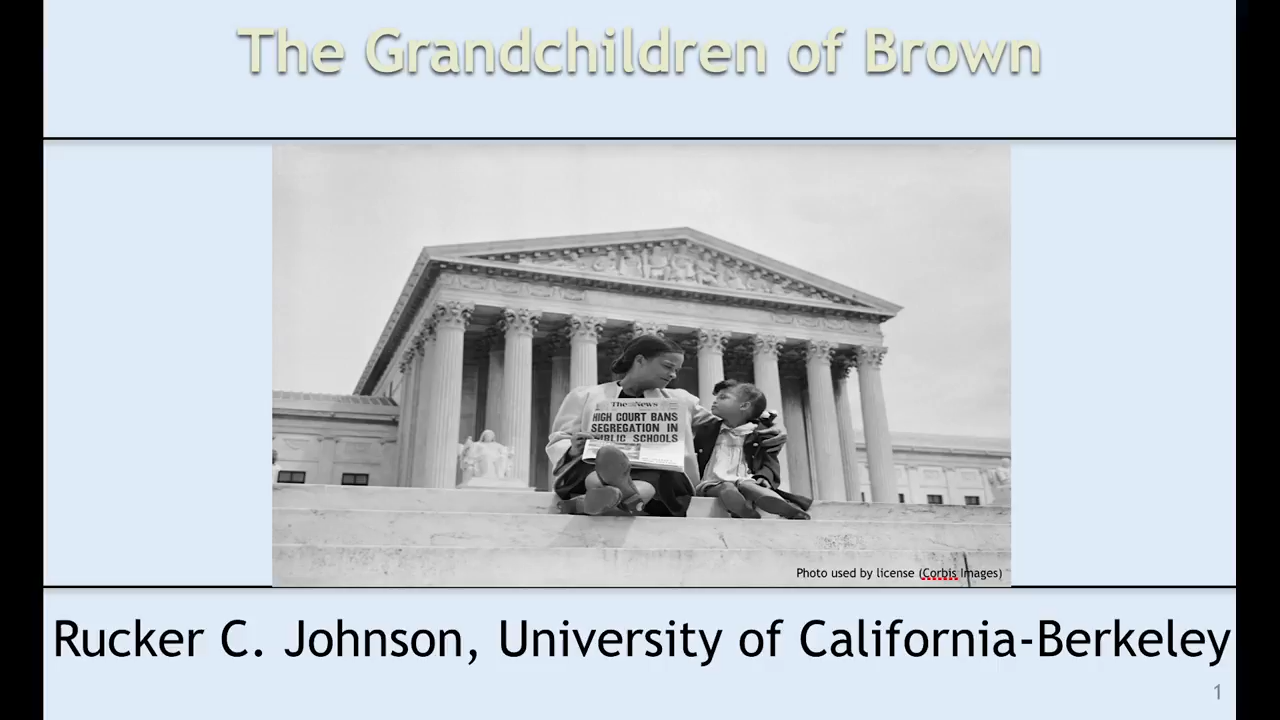 The Grandchildren of Brown
The News
HIGH COURT BANS
SEGREGATION IN
PUBLIC SCHOOLS
Photo used by license (Corbis Images)
Rucker C. Johnson, University of California-Berkeley
1